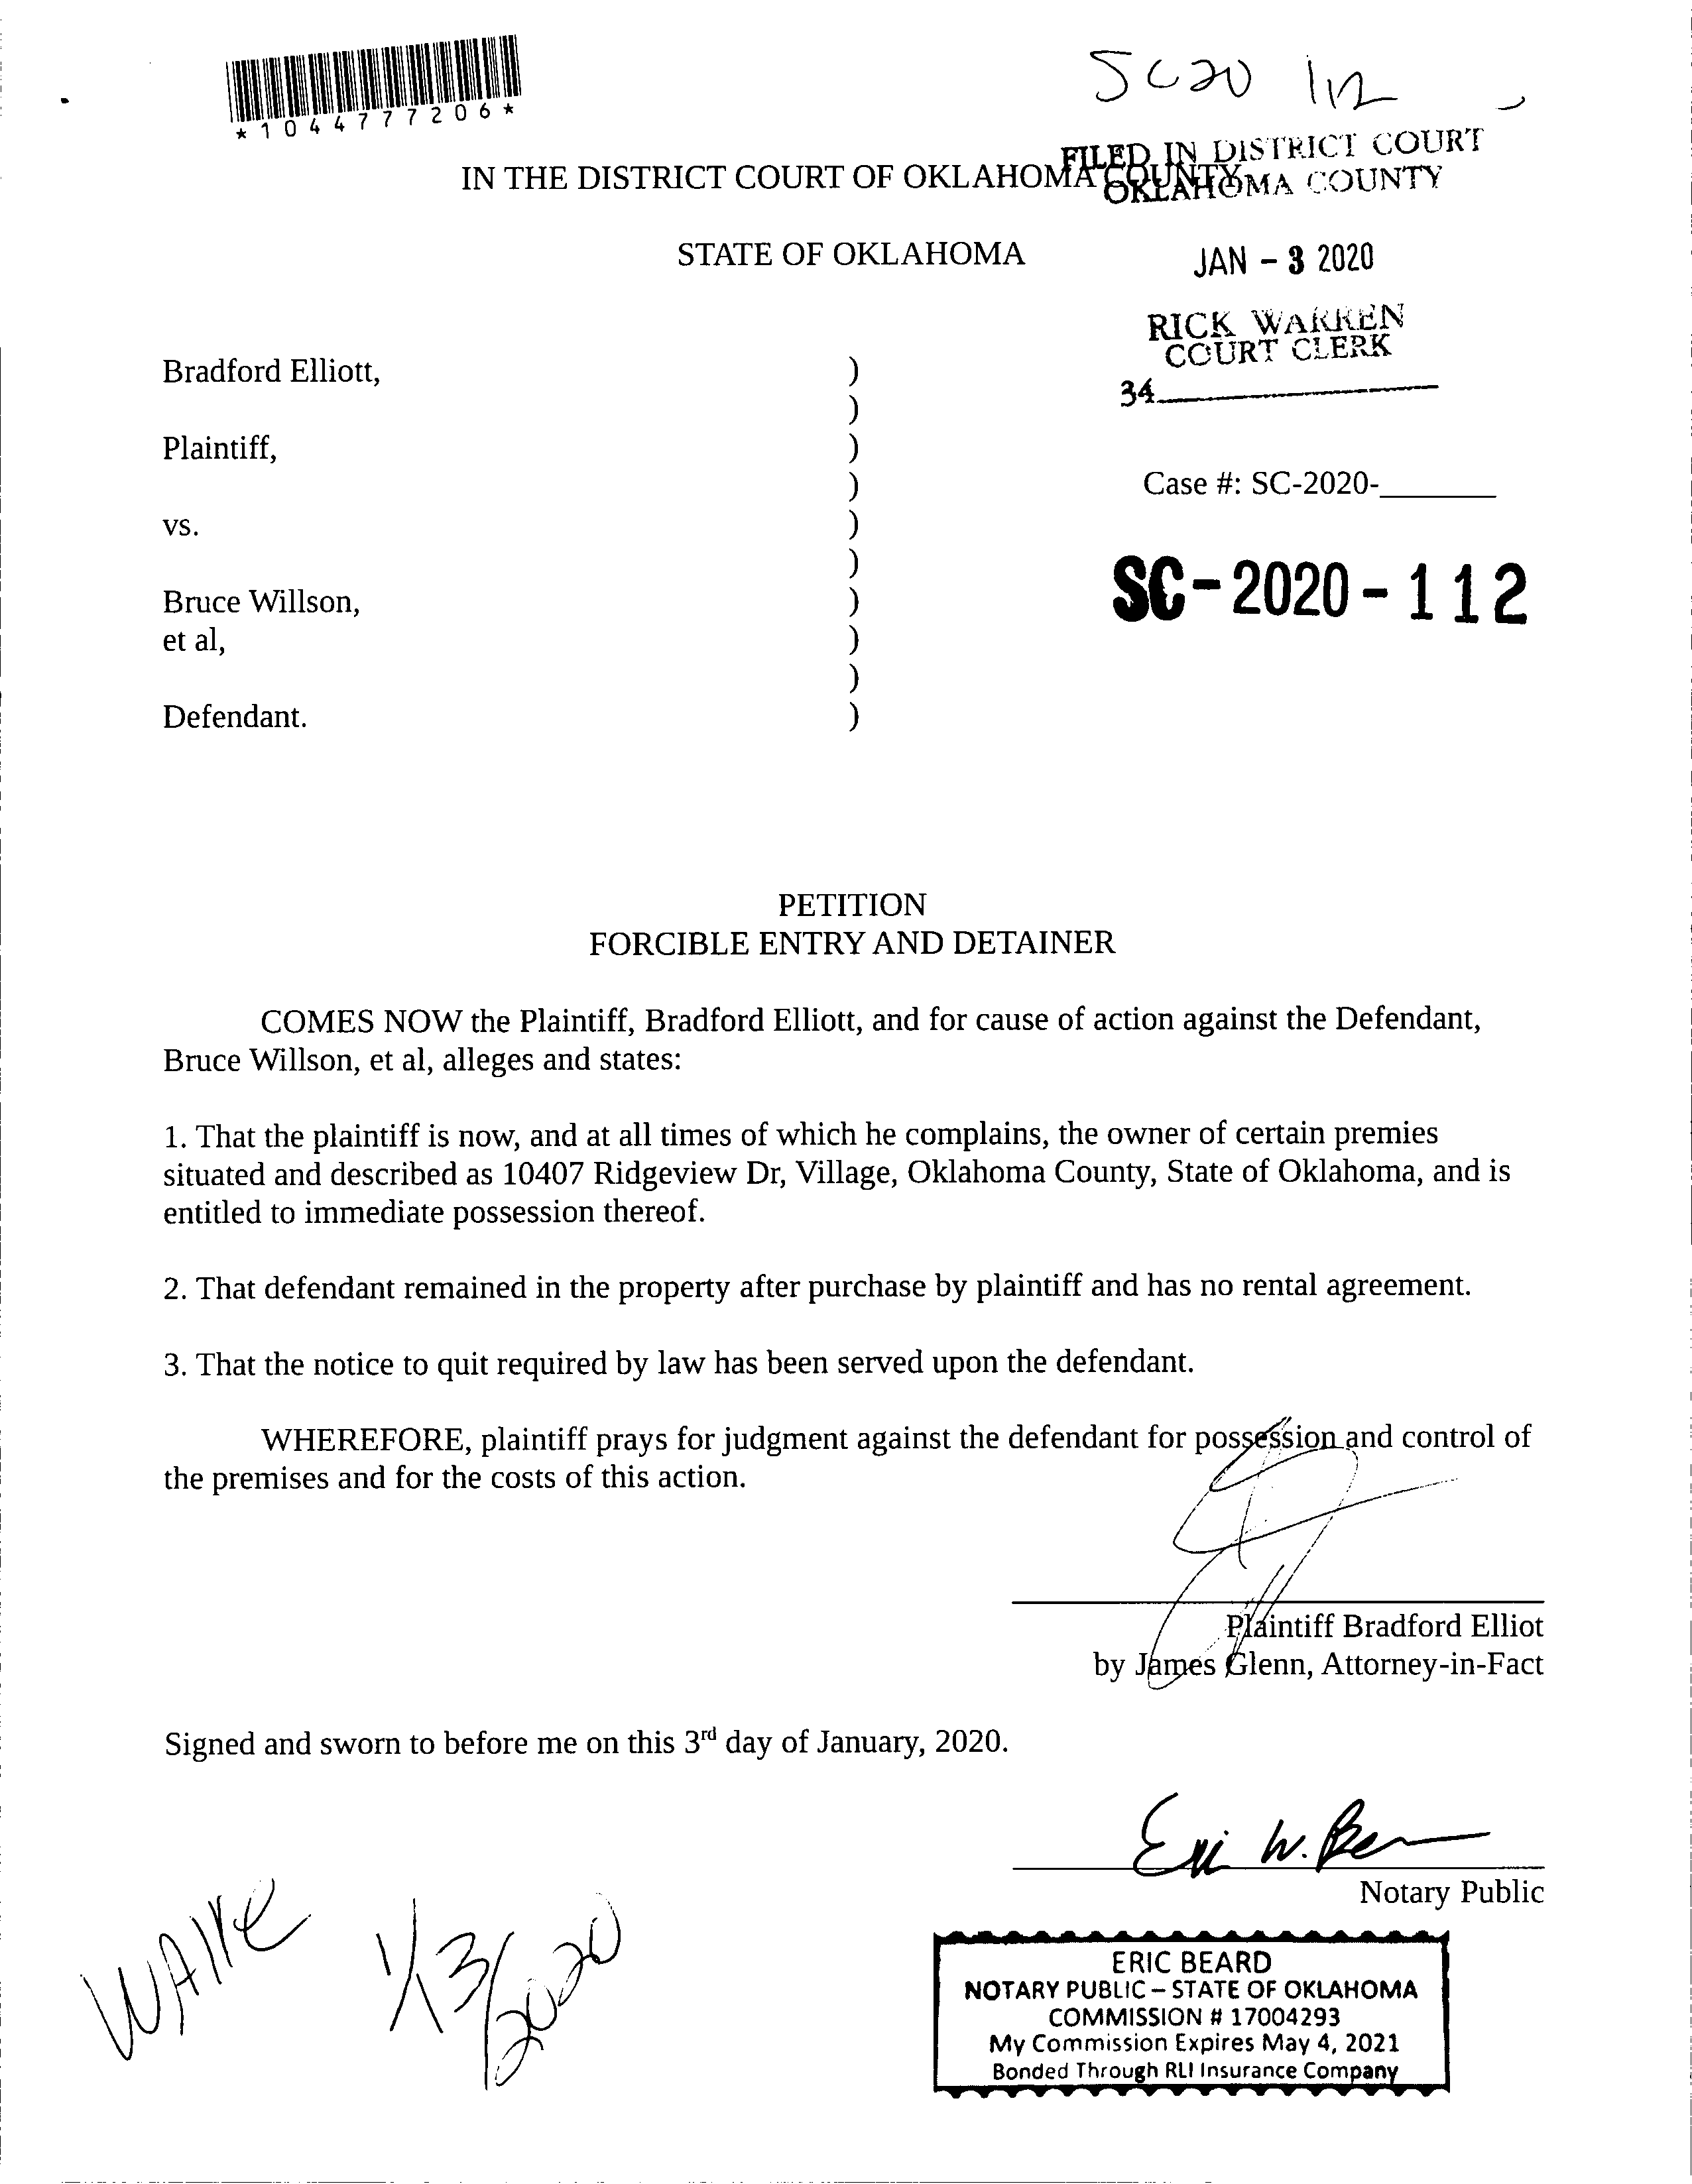 *1044777206*
SC20 112
FILED IN DISTRICT COURT
OKLAHOMA COUNTY
IN THE DISTRICT COURT OF OKLAHOMA COUNTY
STATE OF OKLAHOMA
JAN - 3 2020
RICK WARREN
COURT CLERK
34
Bradford Elliott, )
)
Plaintiff, )
)
Case #: SC-2020-_______
vs. )
)
SC-2020-112
Bruce Willson, )
et al, )
)
Defendant. )
PETITION
FORCIBLE ENTRY AND DETAINER
COMES NOW the Plaintiff, Bradford Elliott, and for cause of action against the Defendant,
Bruce Willson, et al, alleges and states:
1. That the plaintiff is now, and at all times of which he complains, the owner of certain premies
situated and described as 10407 Ridgeview Dr, Village, Oklahoma County, State of Oklahoma, and is
entitled to immediate possession thereof.
2. That defendant remained in the property after purchase by plaintiff and has no rental agreement.
3. That the notice to quit required by law has been served upon the defendant.
WHEREFORE, plaintiff prays for judgment against the defendant for possession and control of
the premises and for the costs of this action.
Plaintiff Bradford Elliot
by James Glenn, Attorney-in-Fact
Signed and sworn to before me on this 3rd day of January, 2020.
Eric W. Bea
Notary Public
WAIVE 1/13/2020
ERIC BEARD
NOTARY PUBLIC – STATE OF OKLAHOMA
COMMISSION # 17004293
My Commission Expires May 4, 2021
Bonded Through RLI Insurance Company